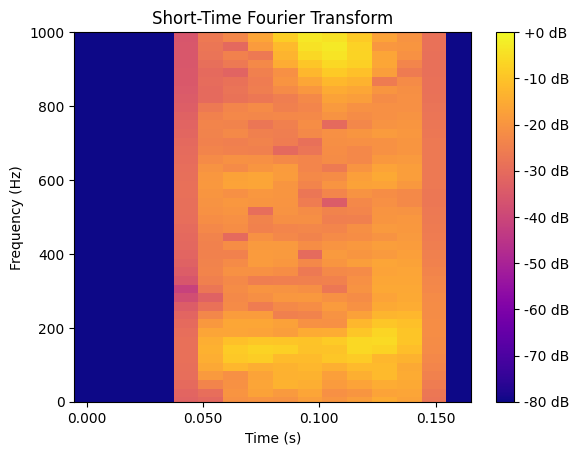 Short-Time Fourier Transform
1000
800
600
400
200
0
Frequency (Hz)
0.000
0.050
0.100
0.150
Time (s)
+0 dB
-10 dB
-20 dB
-30 dB
-40 dB
-50 dB
-60 dB
-70 dB
-80 dB